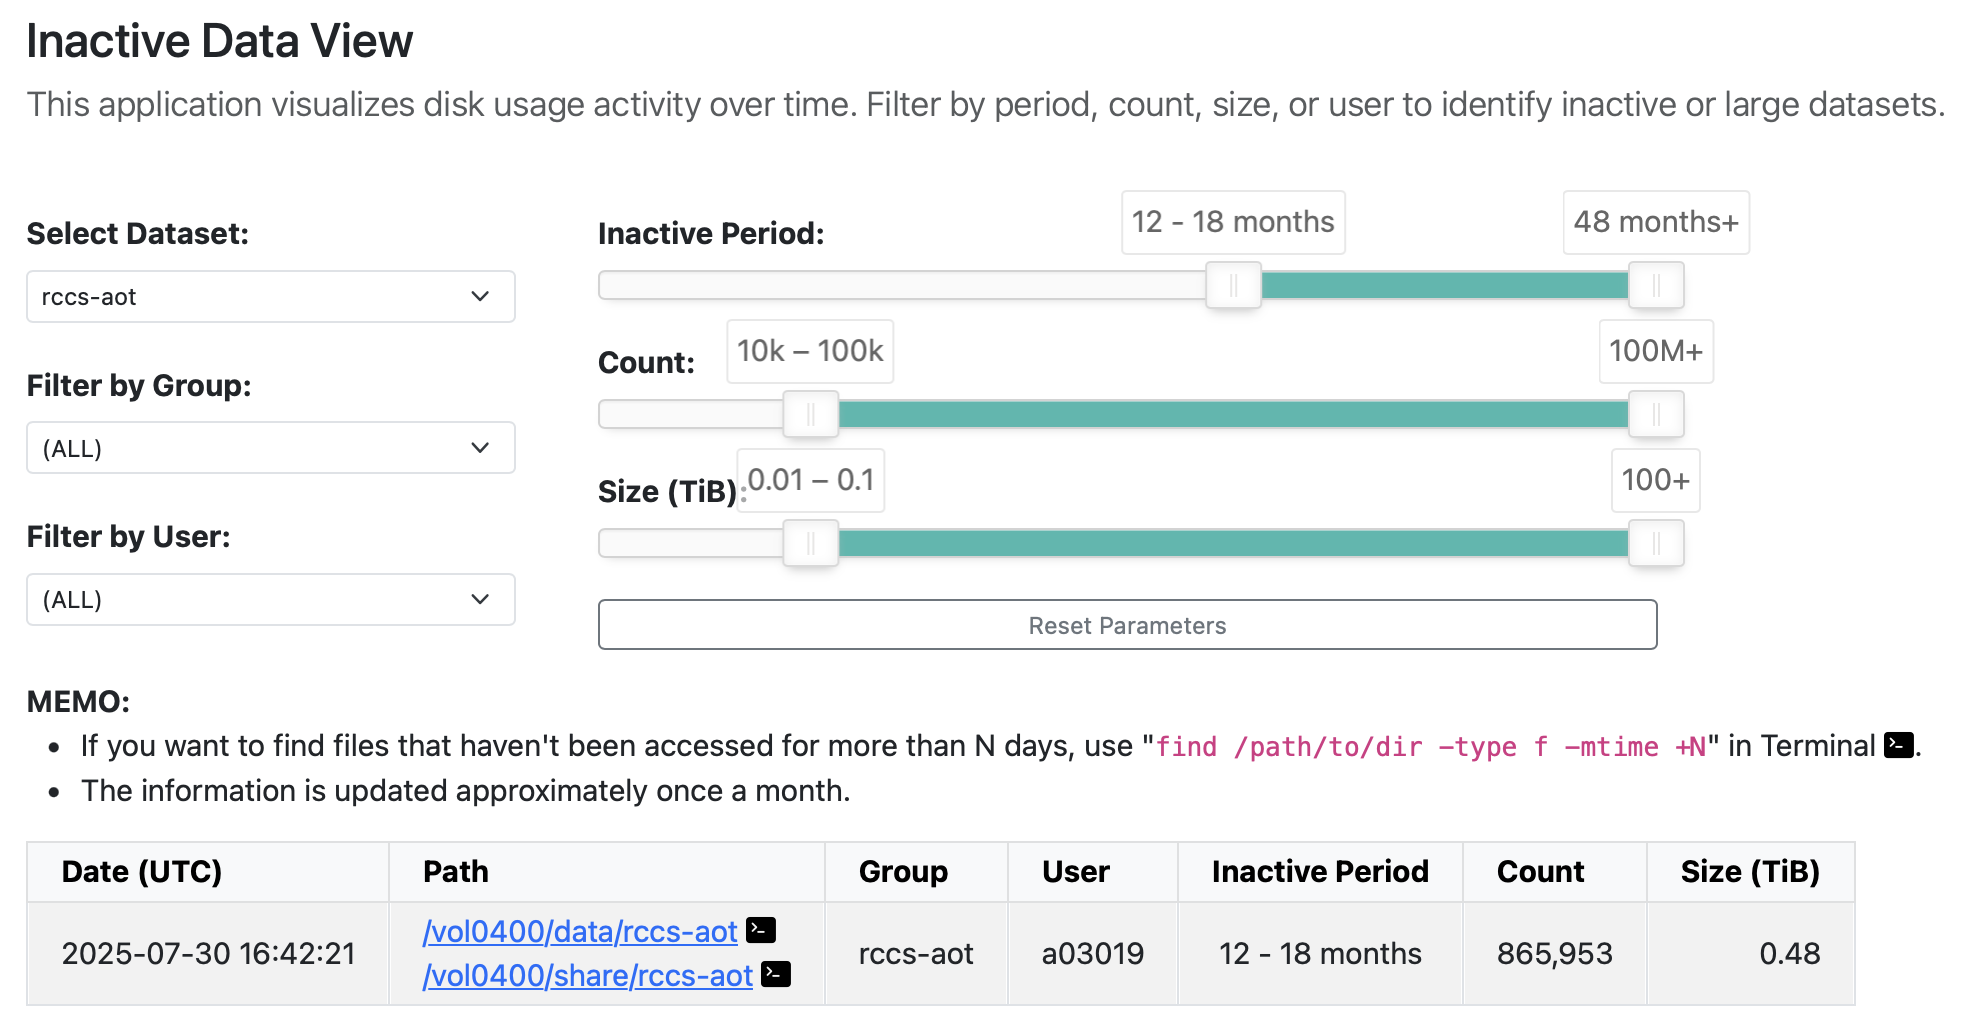 Inactive Data View
This application visualizes disk usage activity over time. Filter by period, count, size, or user to identify inactive or large datasets.
Select Dataset:
rccs-aot
Filter by Group:
(ALL)
Filter by User:
(ALL)
Inactive Period:
12 - 18 months
48 months+
Count:
10k – 100k
100M+
Size (TiB):
0.01 – 0.1
100+
Reset Parameters
MEMO:
• If you want to find files that haven't been accessed for more than N days, use "find /path/to/dir -type f -mtime +N" in Terminal.
• The information is updated approximately once a month.
Date (UTC) Path Group User Inactive Period Count Size (TiB)
2025-07-30 16:42:21 /vol0400/data/rccs-aot rccs-aot a03019 12 - 18 months 865,953 0.48
/vol0400/share/rccs-aot